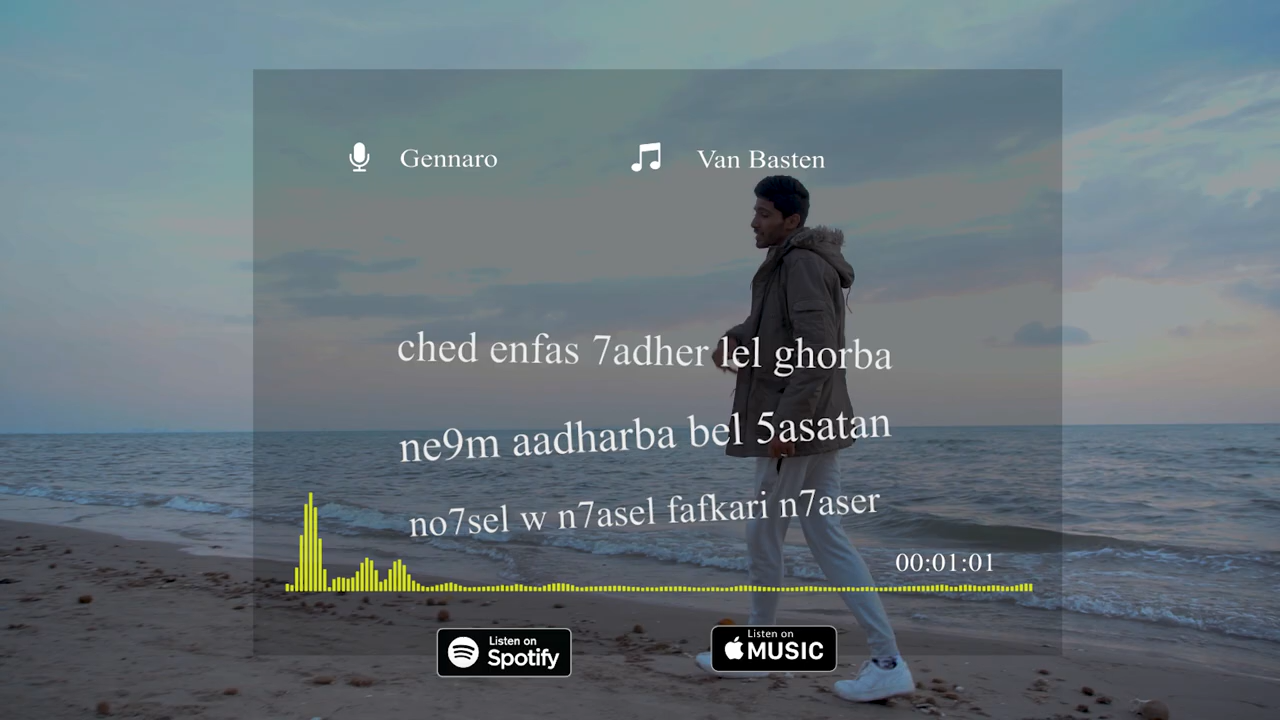 Gennaro
Van Basten
ched enfas 7adher lel ghorba
ne9m aadharba bel 5asatan
no7sel w n7asel fafkari n7aser
00:01:01
Listen on
Spotify
Listen on
MUSIC